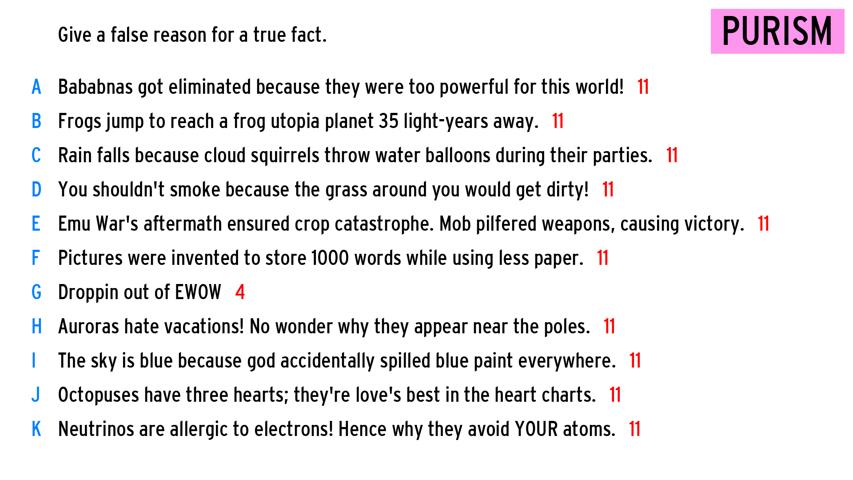 Give a false reason for a true fact.
PURISM
A Bababnas got eliminated because they were too powerful for this world! 11
B Frogs jump to reach a frog utopia planet 35 light-years away. 11
C Rain falls because cloud squirrels throw water balloons during their parties. 11
D You shouldn't smoke because the grass around you would get dirty! 11
E Emu War's aftermath ensured crop catastrophe. Mob pilfered weapons, causing victory. 11
F Pictures were invented to store 1000 words while using less paper. 11
G Droppin out of EWOW 4
H Auroras hate vacations! No wonder why they appear near the poles. 11
I The sky is blue because god accidentally spilled blue paint everywhere. 11
J Octopuses have three hearts; they're love's best in the heart charts. 11
K Neutrinos are allergic to electrons! Hence why they avoid YOUR atoms. 11